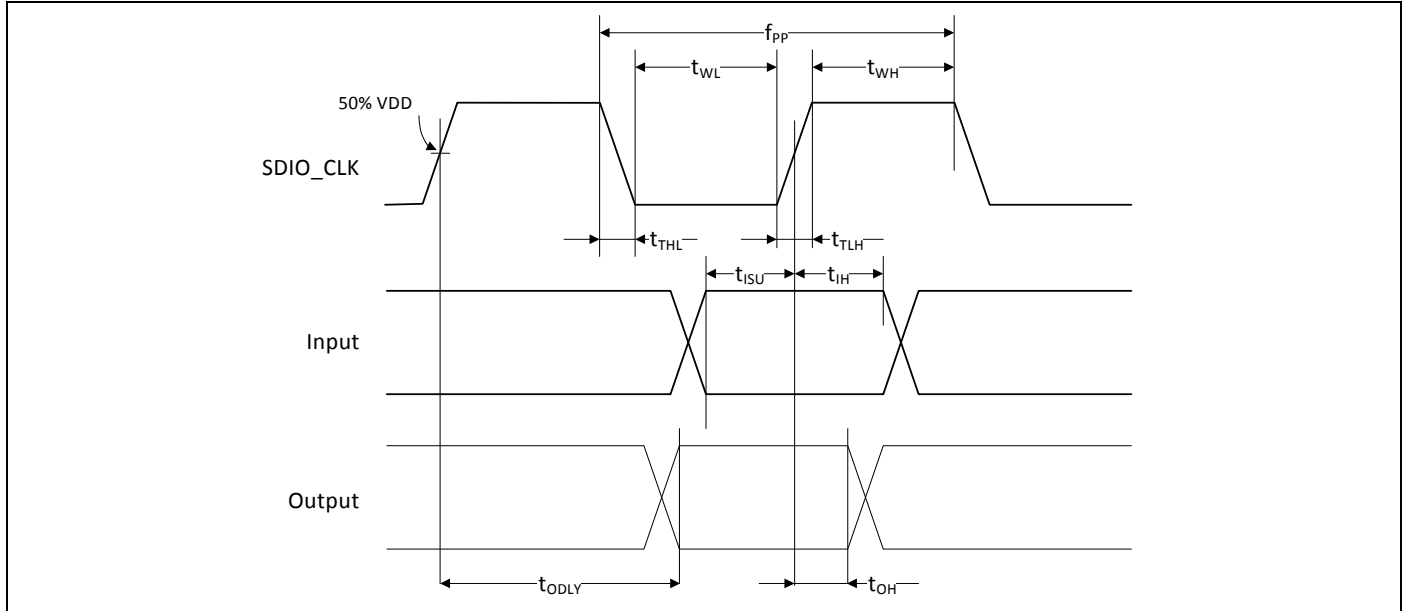 fPP
tWL
tWH
50% VDD
SDIO_CLK
tTHL
tTLH
tISU
tIH
Input
Output
tODLY
tOH